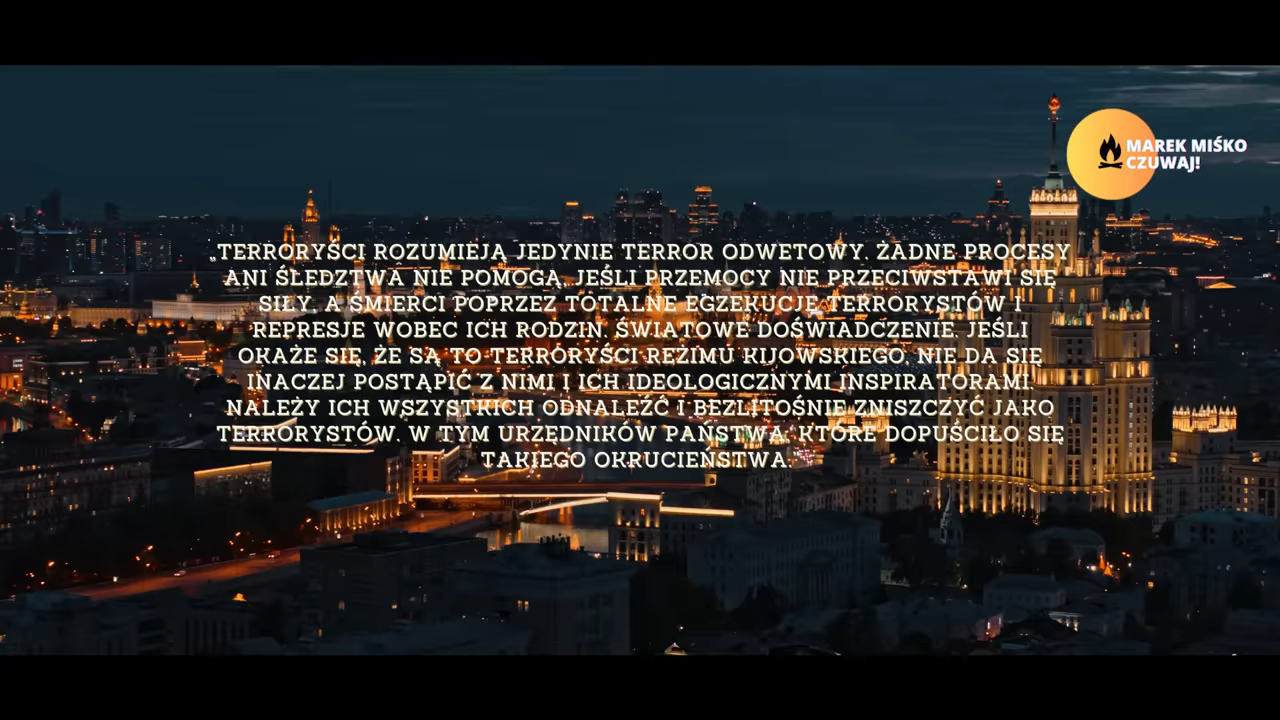 MAREK MIŚKO
CZUWAJ!
„TERRORYŚCI ROZUMIEJĄ JEDYNIE TERROR ODWETOWY. ŻADNE PROCESY
ANI ŚLEDZTWA NIE POMOGĄ, JEŚLI PRZEMOCY NIE PRZECIWSTAWI SIĘ
SIŁY, A ŚMIERCI POPRZEZ TOTALNE EGZEKUCJE TERRORYSTÓW I
REPRESJE WOBEC ICH RODZIN. ŚWIATOWE DOŚWIADCZENIE. JEŚLI
OKAŻE SIĘ, ŻE SĄ TO TERRORYŚCI REŻIMU KIJOWSKIEGO, NIE DA SIĘ
INACZEJ POSTĄPIĆ Z NIMI I ICH IDEOLOGICZNYMI INSPIRATORAMI.
NALEŻY ICH WSZYSTKICH ODNALEŹĆ I BEZLITOŚNIE ZNISZCZYĆ JAKO
TERRORYSTÓW. W TYM URZĘDNIKÓW PAŃSTWA, KTÓRE DOPUŚCIŁO SIĘ
TAKIEGO OKRUCIEŃSTWA."